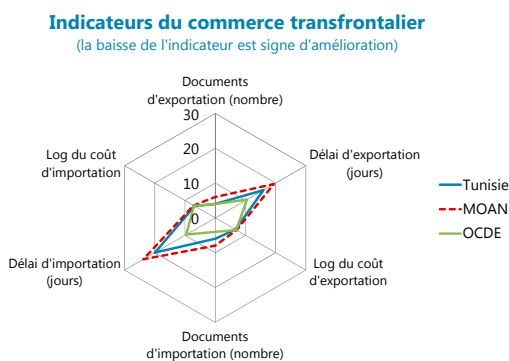 Indicateurs du commerce transfrontalier
(la baisse de l'indicateur est signe d'amélioration)
Documents
d'exportation (nombre)
30
20
10
0
Délai d'exportation
(jours)
Log du coût
d'exportation
Documents
d'importation (nombre)
Délai d'importation
(jours)
Log du coût
d'importation
Tunisie
MOAN
OCDE